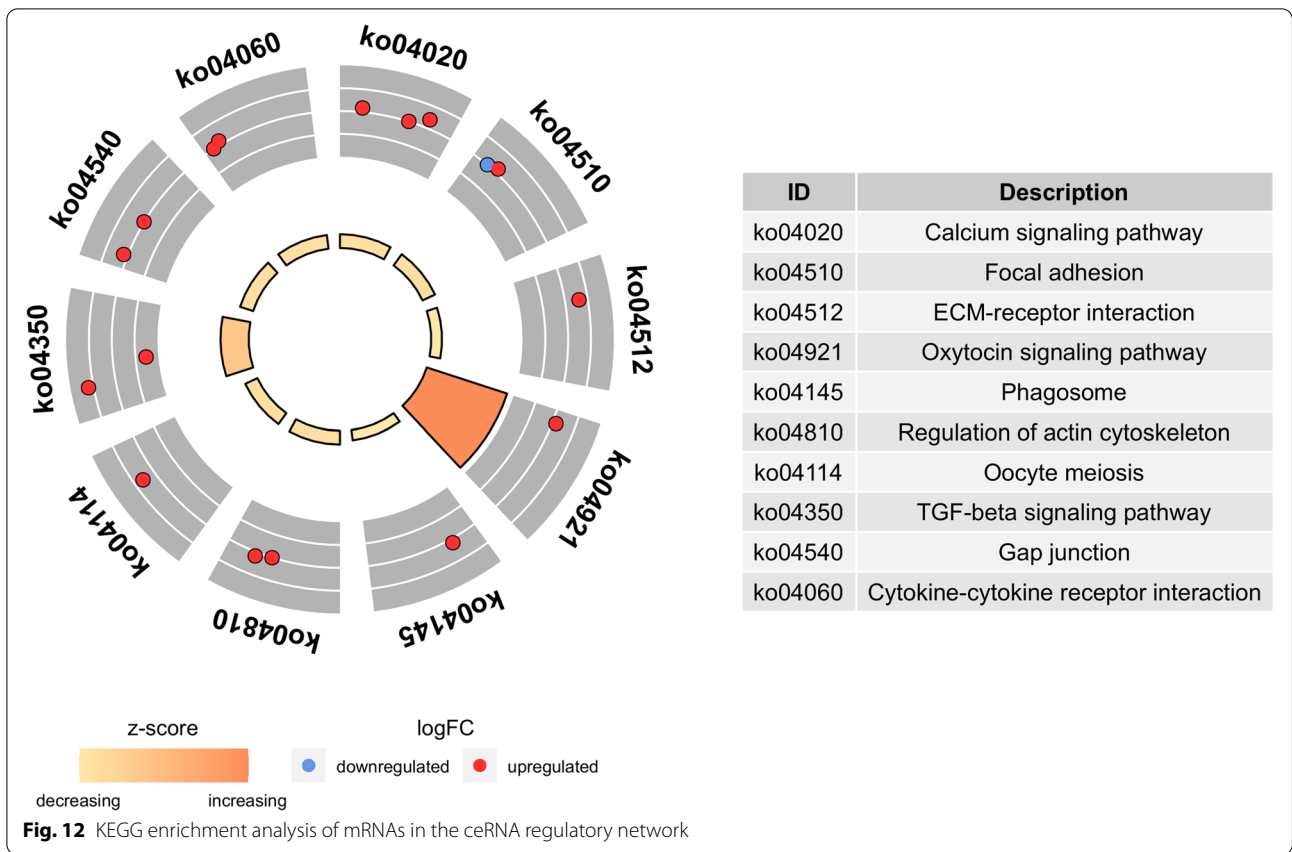 ko04060
ko04020
ko04510
ko04512
ko04921
ko04145
ko04810
ko04114
ko04350
ko04540
ID Description
ko04020 Calcium signaling pathway
ko04510 Focal adhesion
ko04512 ECM-receptor interaction
ko04921 Oxytocin signaling pathway
ko04145 Phagosome
ko04810 Regulation of actin cytoskeleton
ko04114 Oocyte meiosis
ko04350 TGF-beta signaling pathway
ko04540 Gap junction
ko04060 Cytokine-cytokine receptor interaction
z-score
decreasing increasing
logFC
downregulated upregulated
Fig. 12 KEGG enrichment analysis of mRNAs in the ceRNA regulatory network